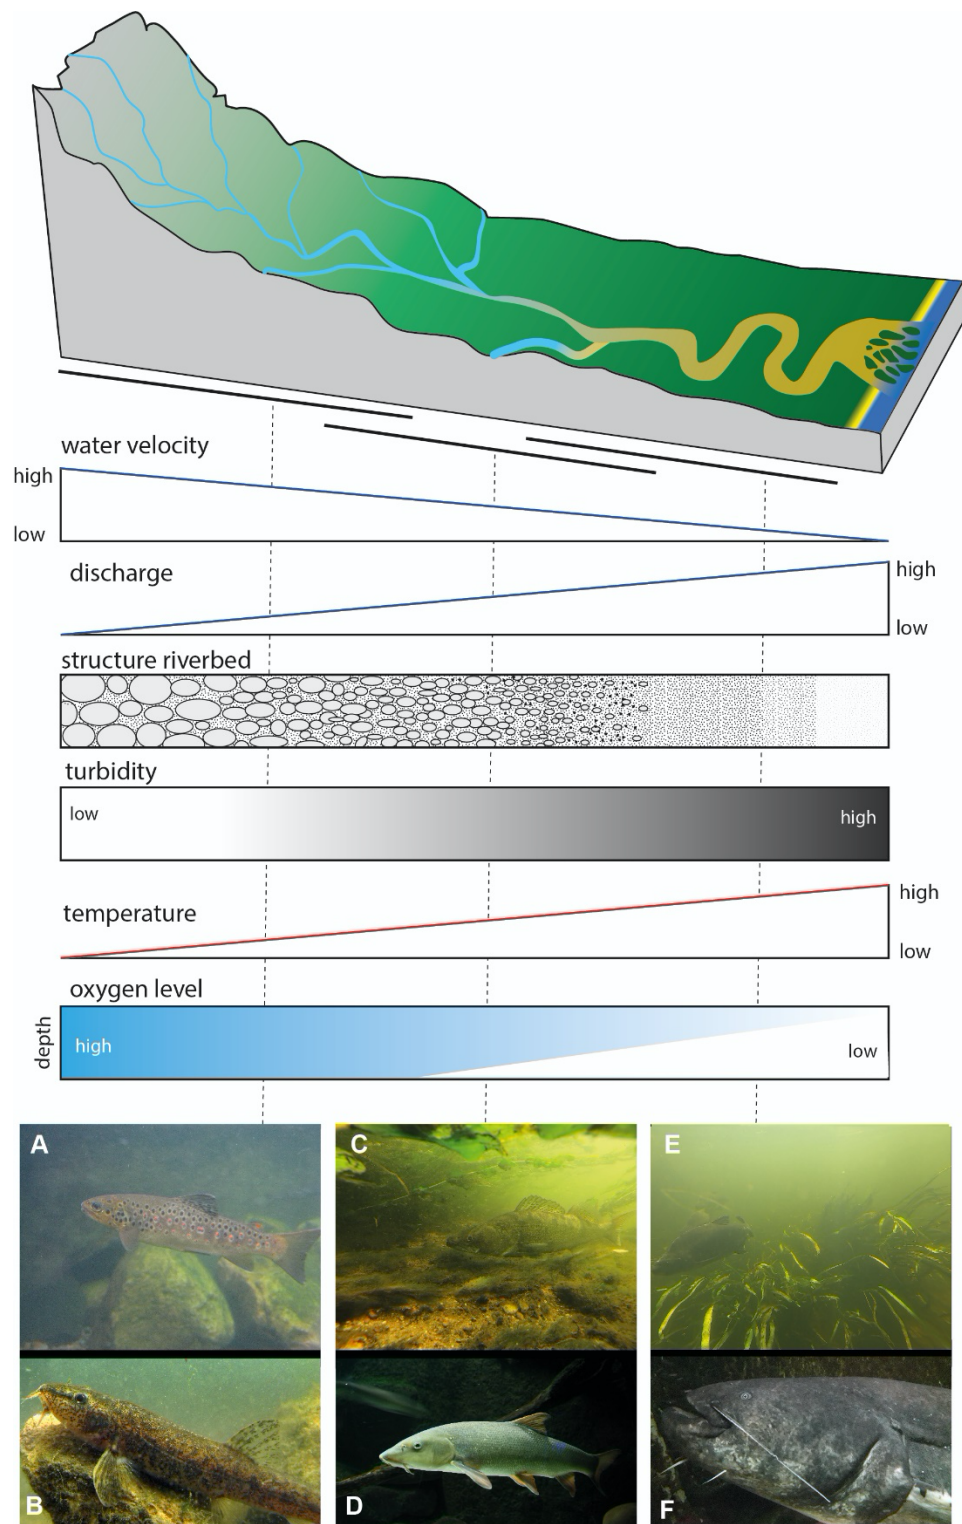 water velocity
high
low
discharge
high
low
structure riverbed
turbidity
low
high
temperature
high
low
oxygen level
depth
high
low
A
C
E
B
D
F